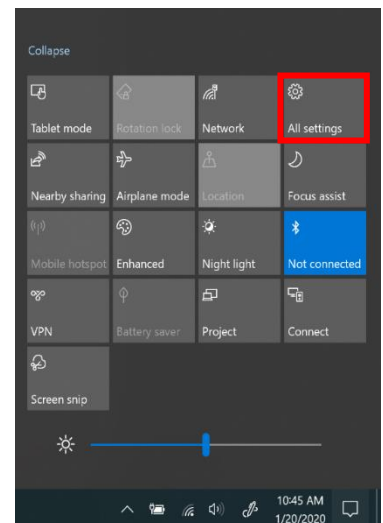 Collapse
Tablet mode
Rotation lock
Network
All settings
Nearby sharing
Airplane mode
Location
Focus assist
Mobile hotspot
Enhanced
Night light
Not connected
VPN
Battery saver
Project
Connect
Screen snip
10:45 AM
1/20/2020